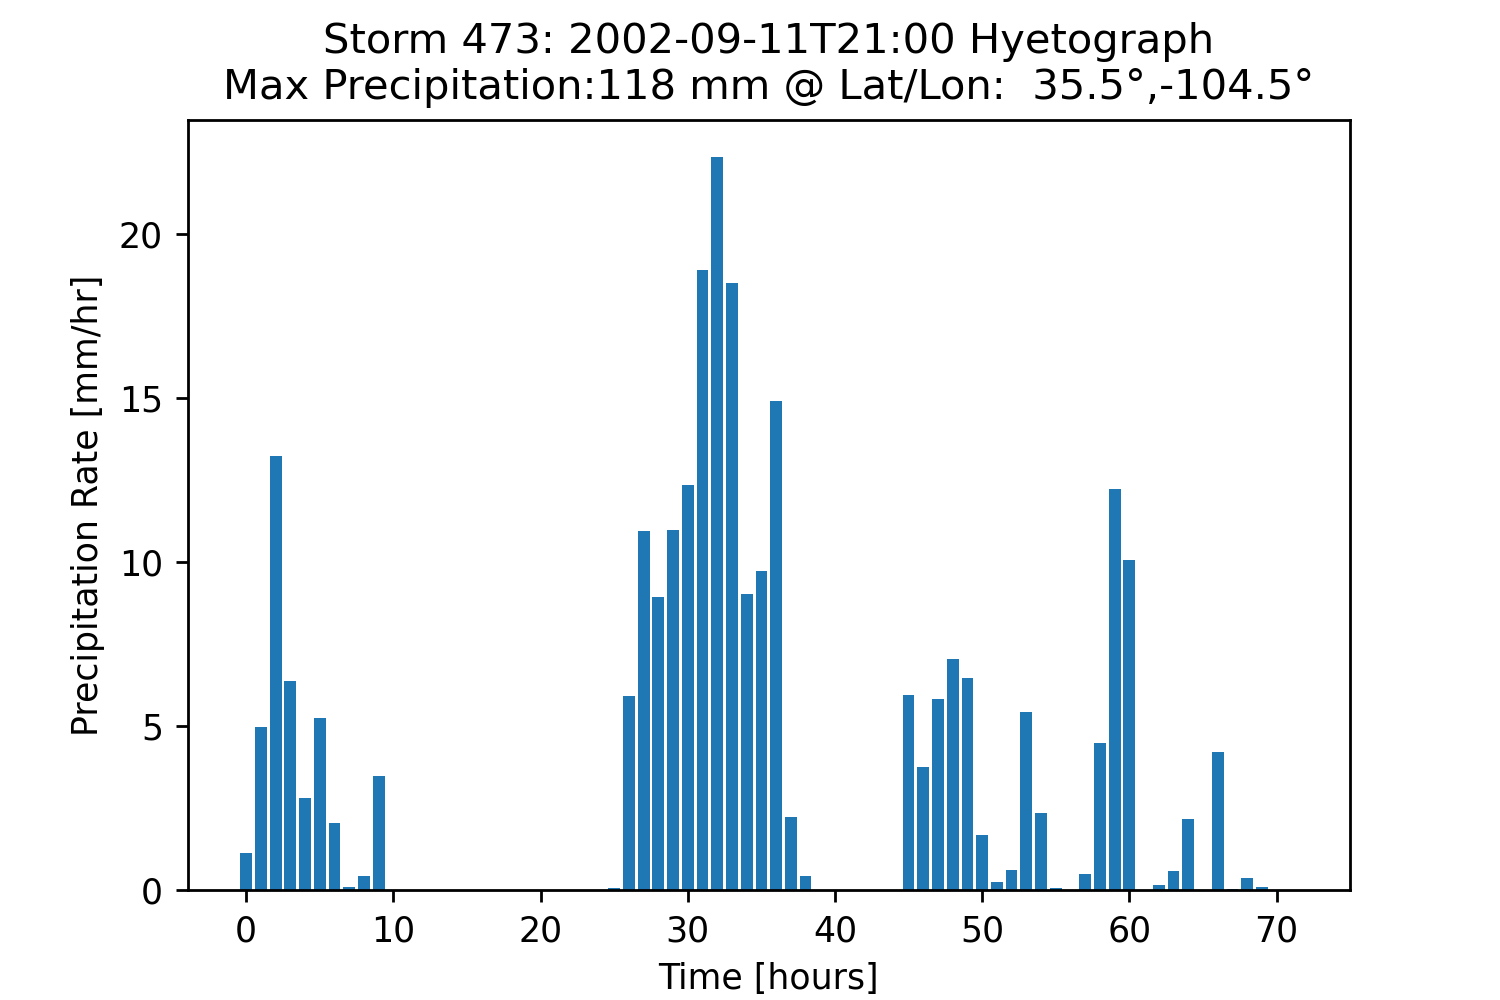 Storm 473: 2002-09-11T21:00 Hyetograph
Max Precipitation:118 mm @ Lat/Lon:  35.5°,-104.5°
Precipitation Rate [mm/hr]
20
15
10
5
0
0 10 20 30 40 50 60 70
Time [hours]